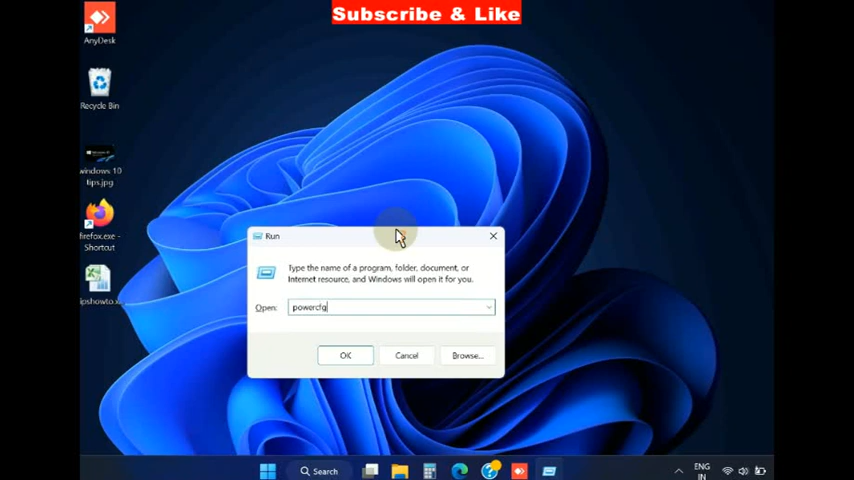 Subscribe & Like
AnyDesk
Recycle Bin
windows 10
tips.jpg
firefox.exe -
Shortcut
Run
Type the name of a program, folder, document, or
Internet resource, and Windows will open it for you.
Open:
powercfg
OK
Cancel
Browse...
Search
ENG
IN